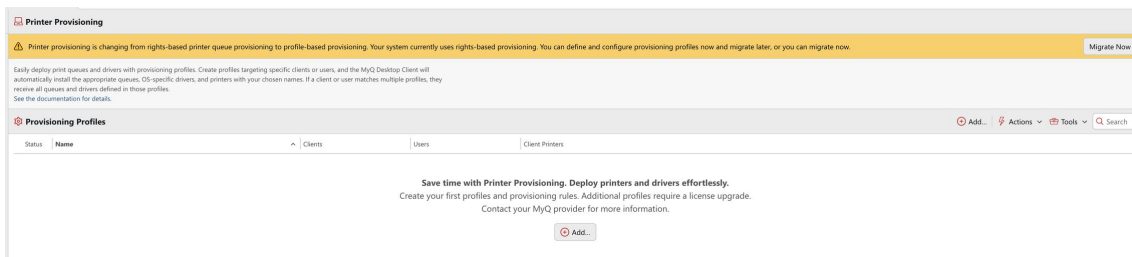 Printer Provisioning
Printer provisioning is changing from rights-based printer queue provisioning to profile-based provisioning. Your system currently uses rights-based provisioning. You can define and configure provisioning profiles now and migrate later, or you can migrate now.
Migrate Now
Easily deploy print queues and drivers with provisioning profiles. Create profiles targeting specific clients or users, and the MyQ Desktop Client will
automatically install the appropriate queues, OS-specific drivers, and printers with your chosen names. If a client or user matches multiple profiles, they
receive all queues and drivers defined in those profiles.
See the documentation for details.
Provisioning Profiles
Add... Actions Tools Search
Status Name Clients Users Client Printers
Save time with Printer Provisioning. Deploy printers and drivers effortlessly.
Create your first profiles and provisioning rules. Additional profiles require a license upgrade.
Contact your MyQ provider for more information.
Add...